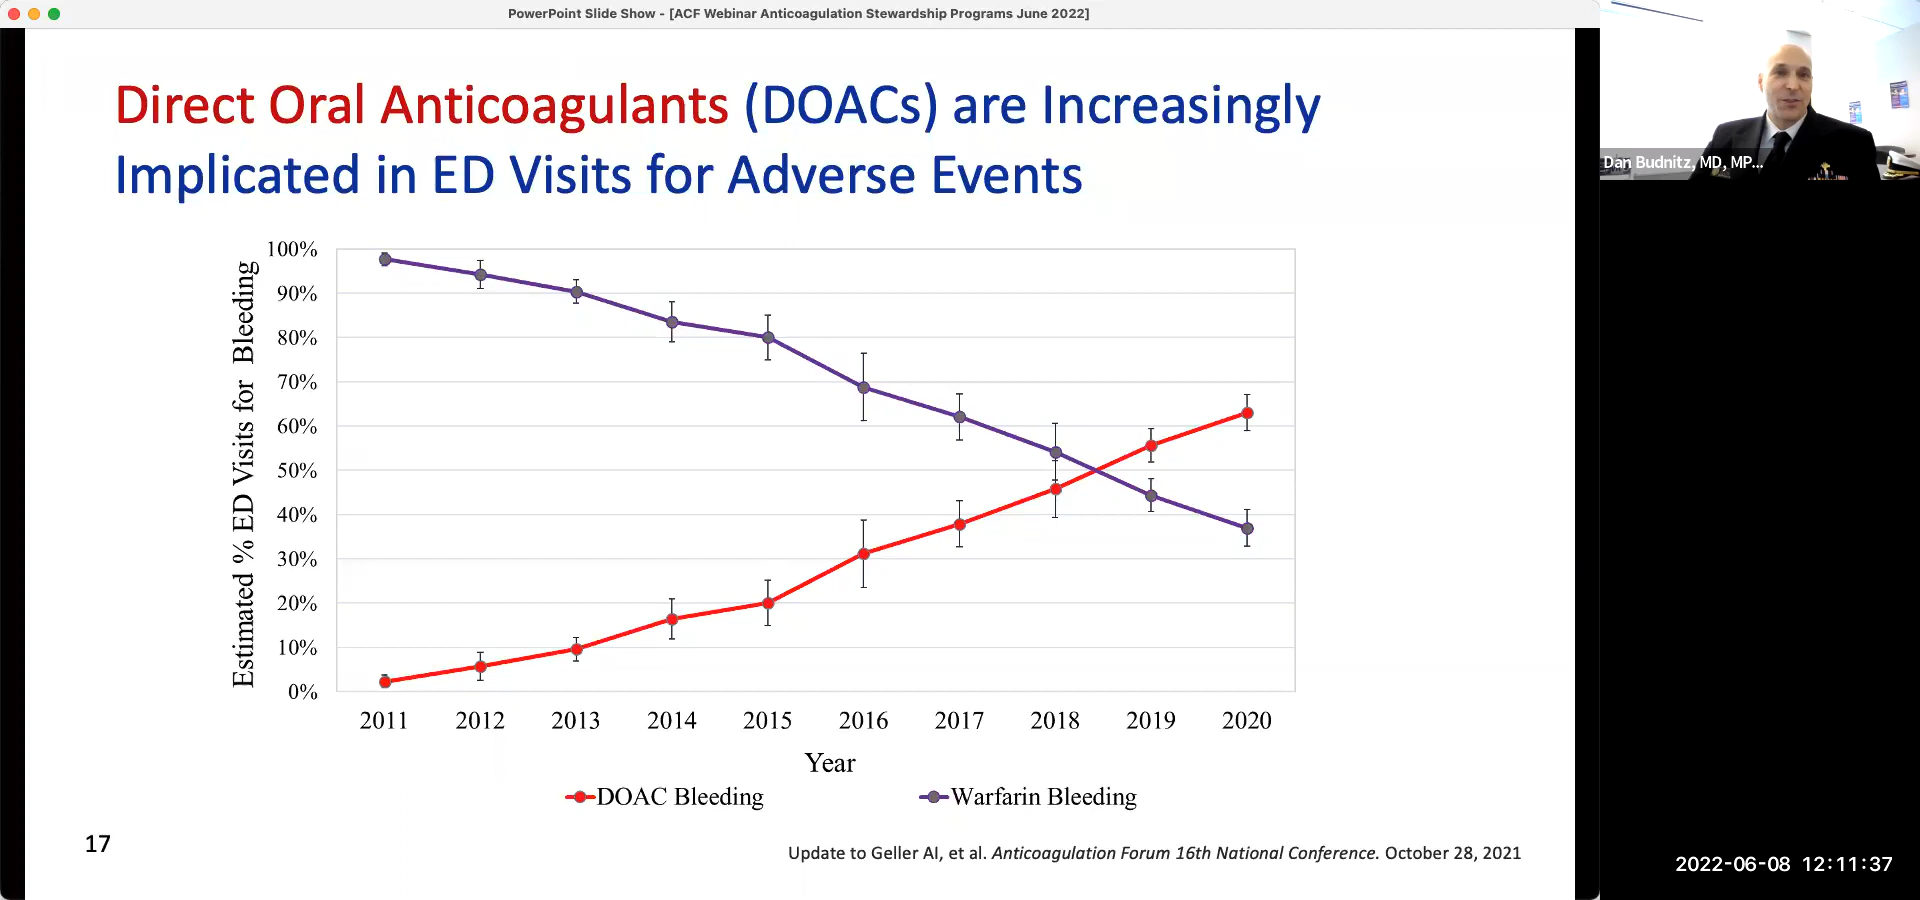 PowerPoint Slide Show - [ACF Webinar Anticoagulation Stewardship Programs June 2022]
Direct Oral Anticoagulants (DOACs) are Increasingly
Implicated in ED Visits for Adverse Events
Dan Budnitz, MD, MP...
Estimated % ED Visits for Bleeding
100%
90%
80%
70%
60%
50%
40%
30%
20%
10%
0%
2011 2012 2013 2014 2015 2016 2017 2018 2019 2020
Year
DOAC Bleeding Warfarin Bleeding
17
Update to Geller AI, et al. Anticoagulation Forum 16th National Conference. October 28, 2021
2022-06-08 12:11:37